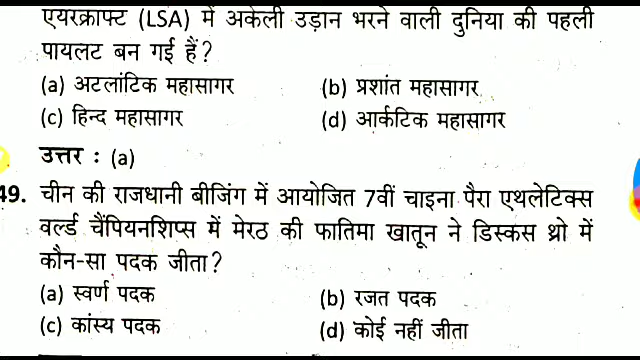 एयरक्राफ्ट (LSA) में अकेली उड़ान भरने वाली दुनिया की पहली
पायलट बन गई हैं?
(a) अटलांटिक महासागर (b) प्रशांत महासागर
(c) हिन्द महासागर (d) आर्कटिक महासागर
उत्तर : (a)
49. चीन की राजधानी बीजिंग में आयोजित 7वीं चाइना पैरा एथलेटिक्स
वर्ल्ड चैंपियनशिप्स में मेरठ की फातिमा खातून ने डिस्कस थ्रो में
कौन-सा पदक जीता?
(a) स्वर्ण पदक (b) रजत पदक
(c) कांस्य पदक (d) कोई नहीं जीता